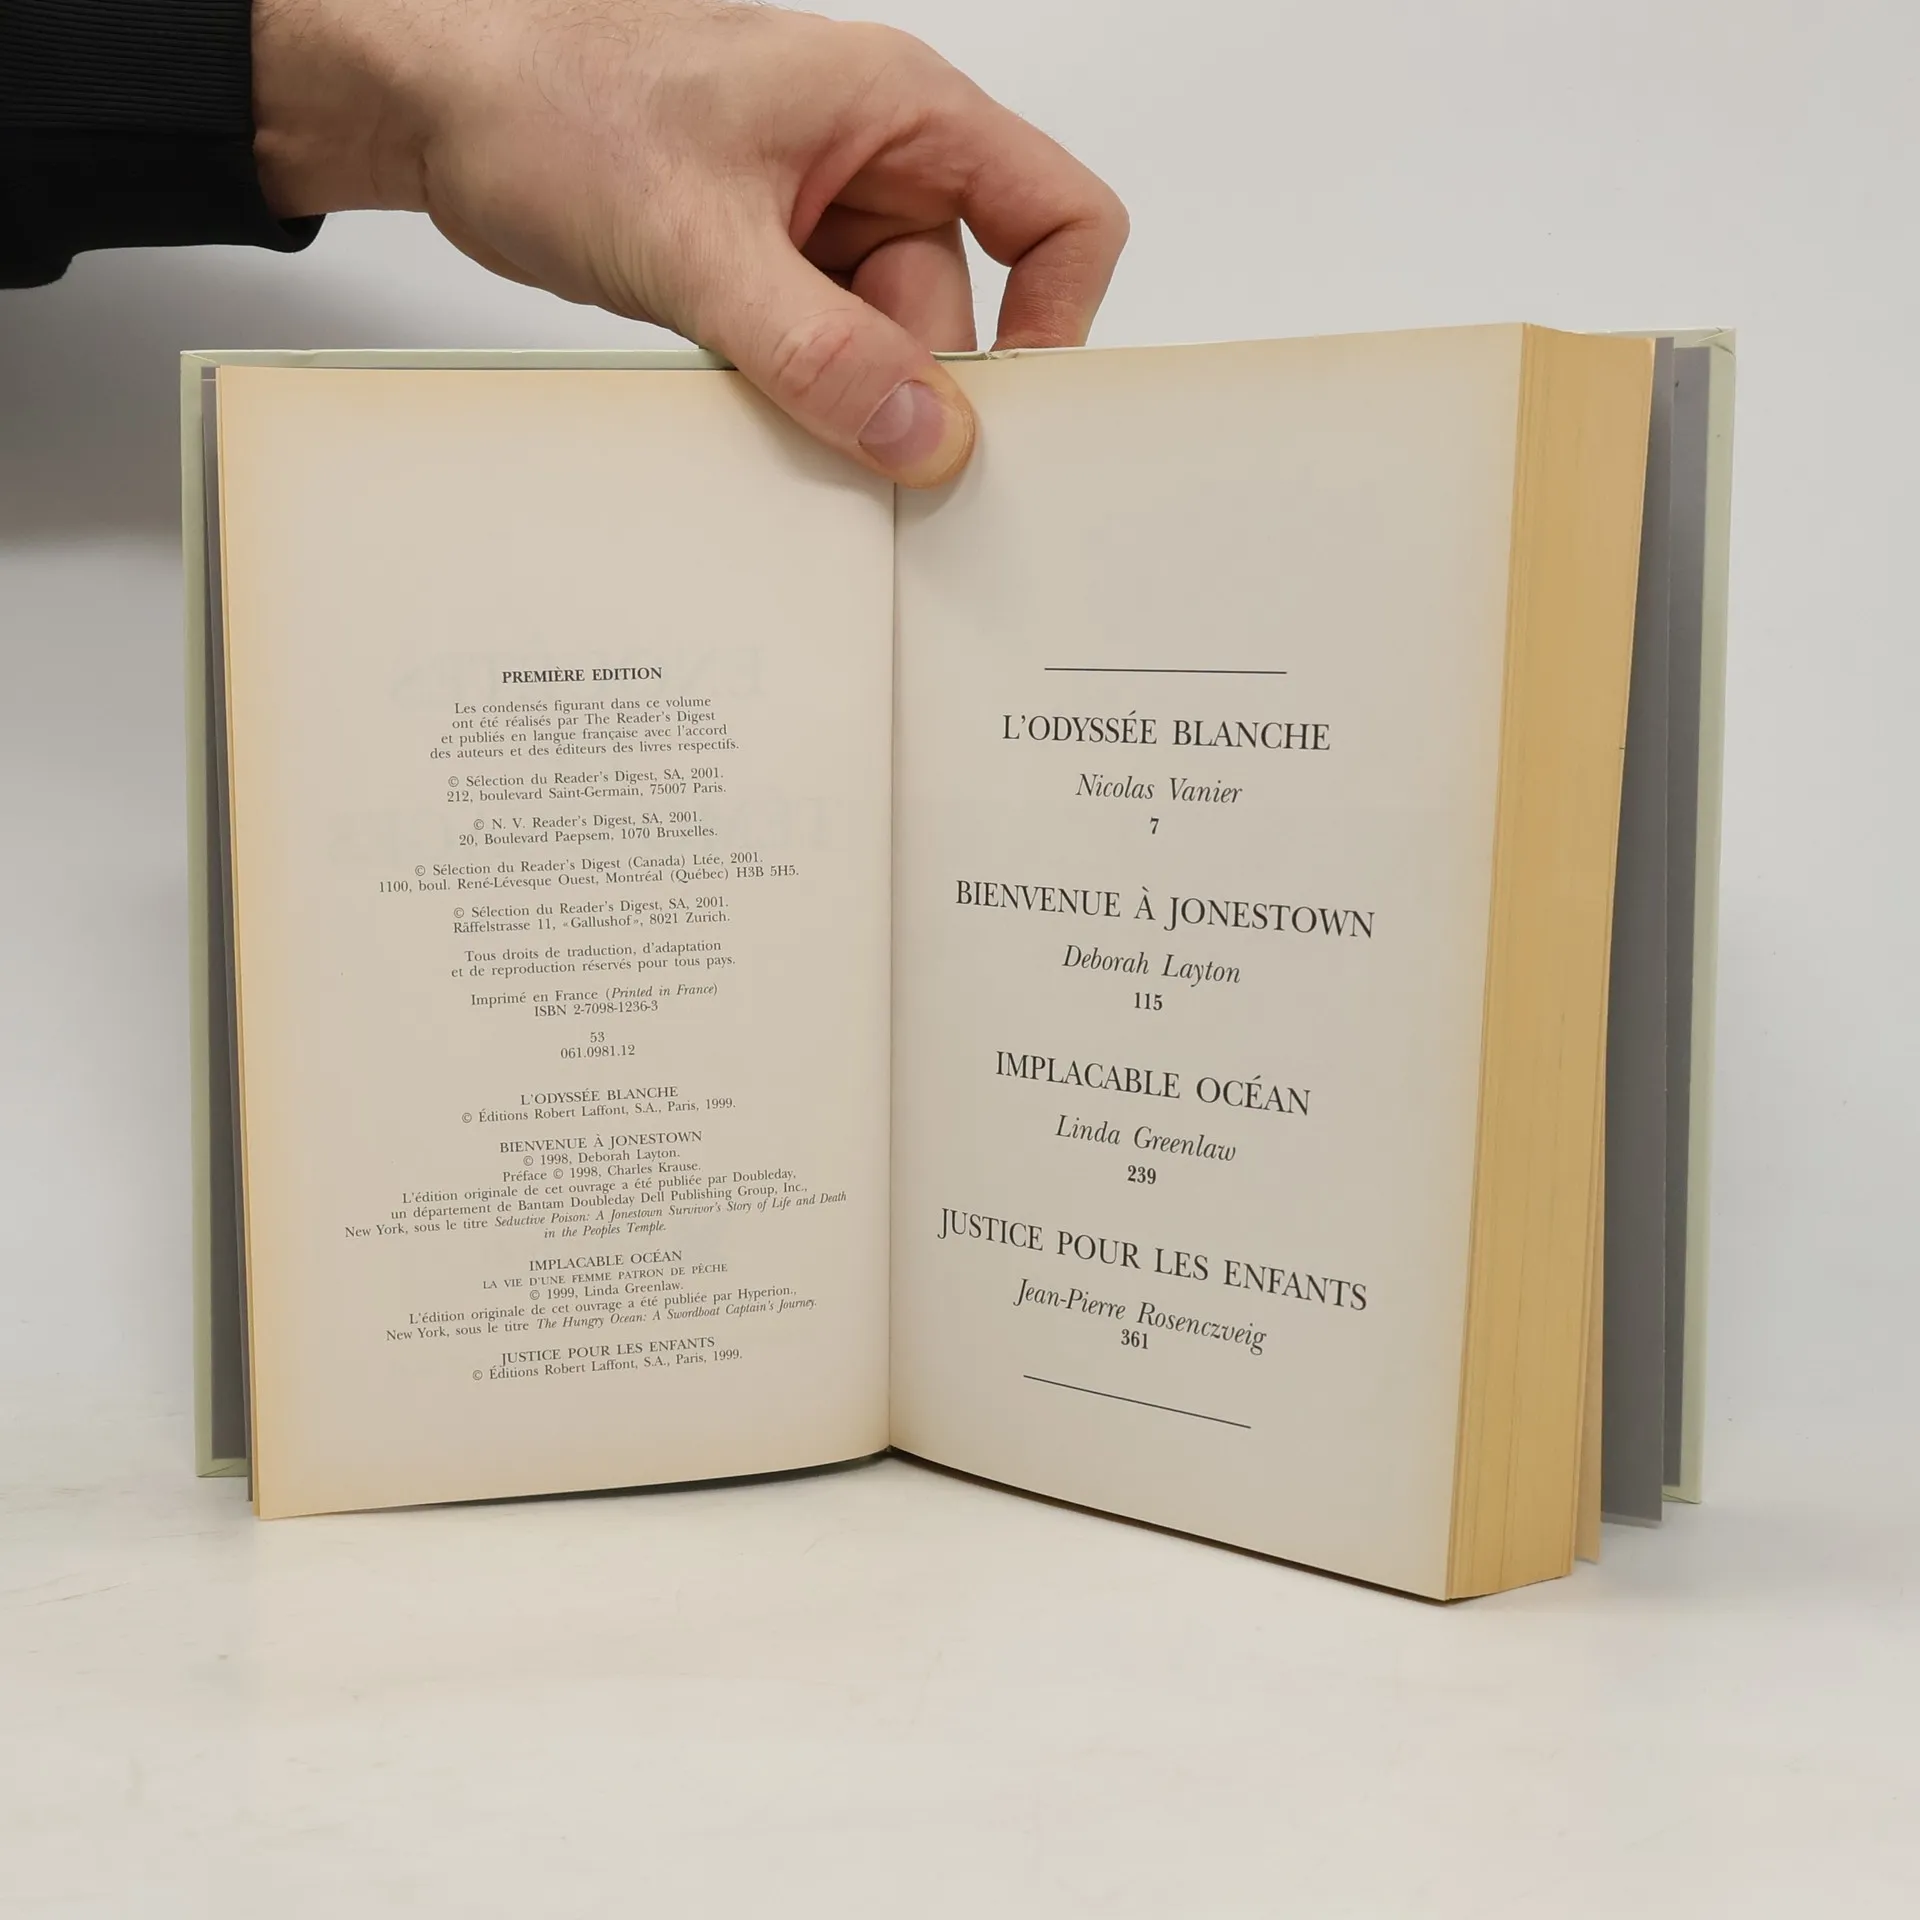 PREMIÈRE EDITION
Les condensés figurant dans ce volume
ont été réalisés par The Reader's Digest
et publiés en langue française avec l'accord
des auteurs et des éditeurs des livres respectifs.
© Sélection du Reader's Digest, SA, 2001.
212, boulevard Saint-Germain, 75007 Paris.
© N. V. Reader's Digest, SA, 2001.
20, Boulevard Paepsem, 1070 Bruxelles.
© Sélection du Reader's Digest (Canada) Ltée, 2001.
1100, boul. René-Lévesque Ouest, Montréal (Québec) H3B 5H5.
© Sélection du Reader's Digest, SA, 2001.
Räffelstrasse 11, «Gallushof», 8021 Zurich.
Tous droits de traduction, d'adaptation
et de reproduction réservés pour tous pays.
Imprimé en France (Printed in France)
ISBN 2-7098-1236-3
53
061.0981.12
L'ODYSSÉE BLANCHE
© Éditions Robert Laffont, S.A., Paris, 1999.
BIENVENUE À JONESTOWN
© 1998, Deborah Layton.
Préface © 1998, Charles Krause.
L'édition originale de cet ouvrage a été publiée par Doubleday,
un département de Bantam Doubleday Dell Publishing Group, Inc.,
New York, sous le titre Seductive Poison: A Jonestown Survivor's Story of Life and Death
in the Peoples Temple.
IMPLACABLE OCÉAN
LA VIE D'UNE FEMME PATRON DE PÊCHE
© 1999, Linda Greenlaw.
L'édition originale de cet ouvrage a été publiée par Hyperion.,
New York, sous le titre The Hungry Ocean: A Swordboat Captain's Journey.
JUSTICE POUR LES ENFANTS
© Éditions Robert Laffont, S.A., Paris, 1999.
L'ODYSSÉE BLANCHE
Nicolas Vanier
7
BIENVENUE À JONESTOWN
Deborah Layton
115
IMPLACABLE OCÉAN
Linda Greenlaw
239
JUSTICE POUR LES ENFANTS
Jean-Pierre Rosenczveig
361